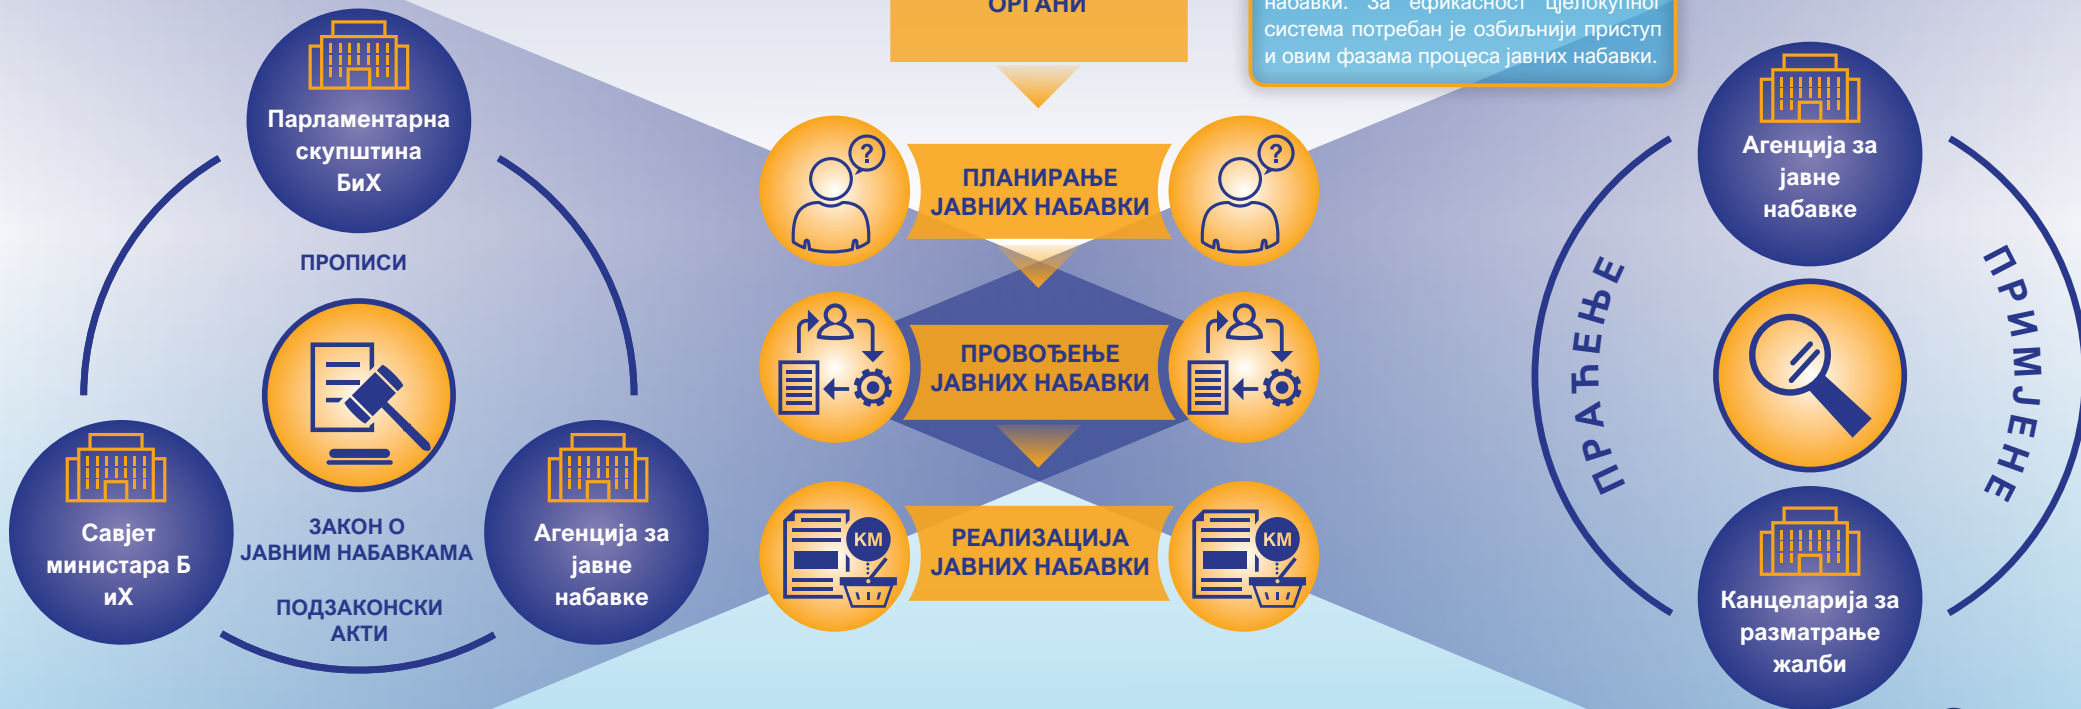 ОРГАНИ
набавки. За ефикасност цјелокупног
система потребан је озбиљнији приступ
и овим фазама процеса јавних набавки.
Парламентарна
скупштина
БиХ
ПРОПИСИ
Савјет
министара Б
иХ
ЗАКОН О
ЈАВНИМ НАБАВКАМА
ПОДЗАКОНСКИ
АКТИ
Агенција за
јавне
набавке
?
ПЛАНИРАЊЕ
ЈАВНИХ НАБАВКИ
?
ПРОВОЂЕЊЕ
ЈАВНИХ НАБАВКИ
КМ
РЕАЛИЗАЦИЈА
ЈАВНИХ НАБАВКИ
КМ
Агенција за
јавне
набавке
ПРАЋЕЊЕ
ПРИМЈЕНЕ
Канцеларија за
разматрање
жалби